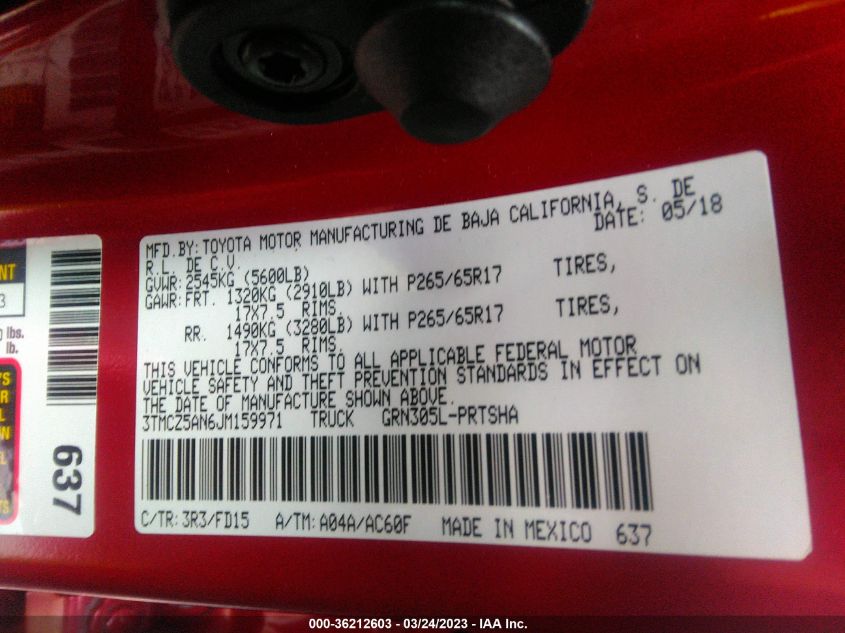 MFD.BY:TOYOTA MOTOR MANUFACTURING DE BAJA CALIFORNIA, S. DE
R.L. DE C.V. DATE: 05/18
GVWR:2545KG (5600LB)
GAWR:FRT. 1320KG (2910LB) WITH P265/65R17 TIRES,
17X7.5 RIMS.
RR. 1490KG (3280LB) WITH P265/65R17 TIRES,
17X7.5 RIMS.
THIS VEHICLE CONFORMS TO ALL APPLICABLE FEDERAL MOTOR
VEHICLE SAFETY AND THEFT PREVENTION STANDARDS IN EFFECT ON
THE DATE OF MANUFACTURE SHOWN ABOVE.
3TMCZ5AN6JM159971 TRUCK GRN305L-PRTSHA
C/TR:3R3/FD15 A/TM:A04A/AC60F MADE IN MEXICO 637
NT
3
lbs.
lb.
637
000-36212603 - 03/24/2023 - IAA Inc.